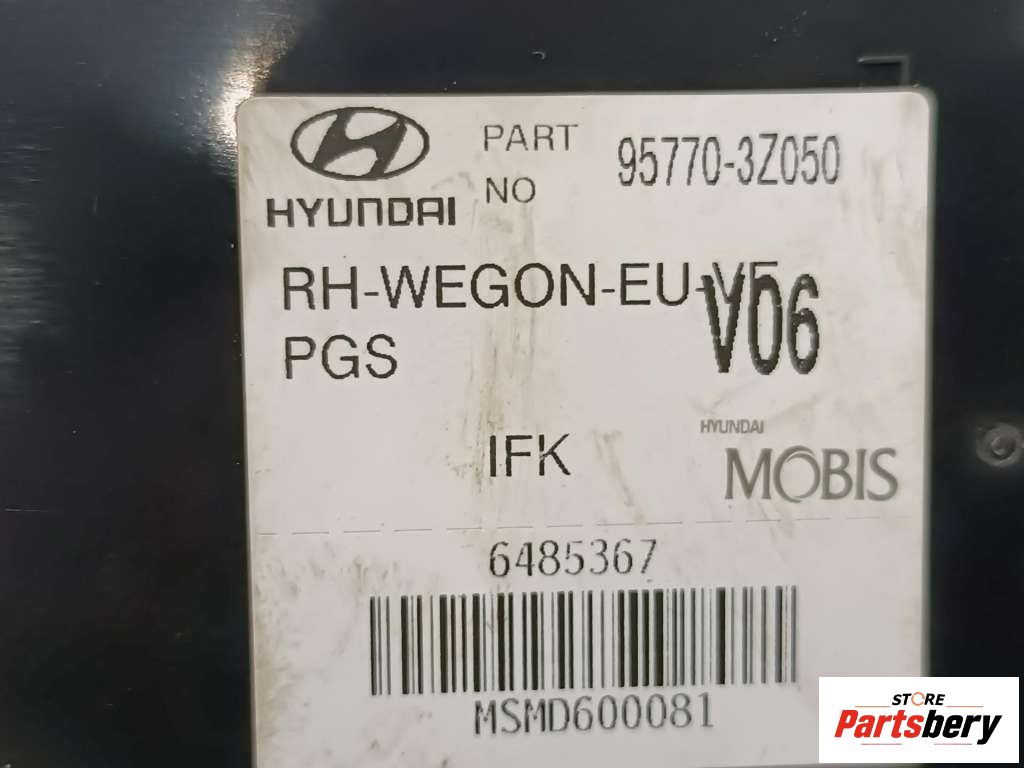 PART 95770-3Z050
HYUNDAI NO
RH-WEGON-EU-V5
V06
PGS
HYUNDAI
IFK MOBIS
6485367
MSMD600081
STORE
Partsbery